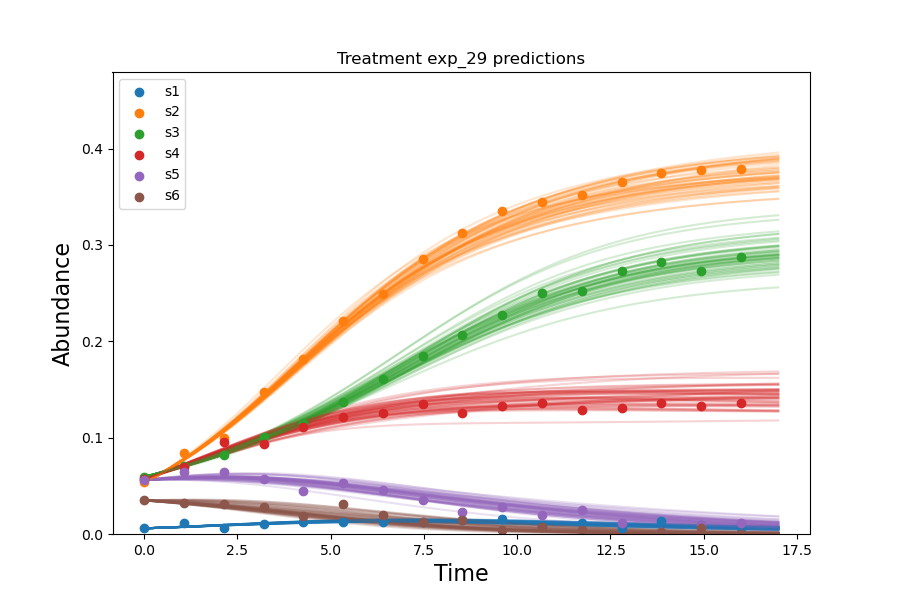 Treatment exp_29 predictions
s1
s2
s3
s4
s5
s6
Abundance
0.4
0.3
0.2
0.1
0.0
0.0 2.5 5.0 7.5 10.0 12.5 15.0 17.5
Time